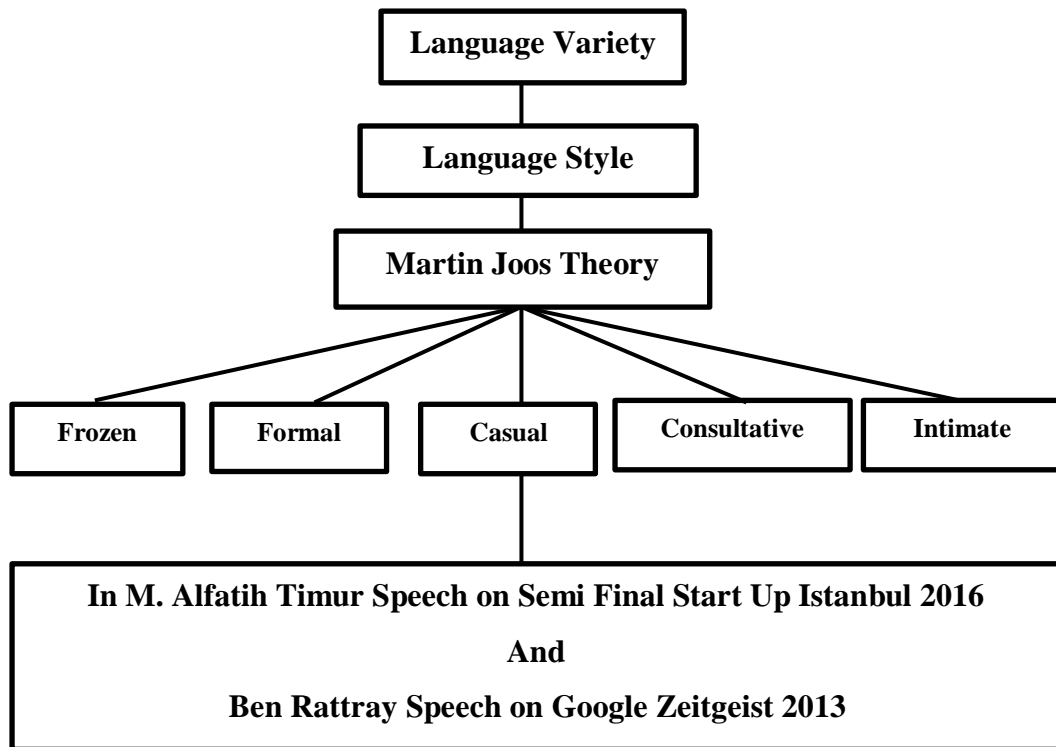 Language Variety
Language Style
Martin Joos Theory
Frozen
Formal
Casual
Consultative
Intimate
In M. Alfatih Timur Speech on Semi Final Start Up Istanbul 2016
And
Ben Rattray Speech on Google Zeitgeist 2013